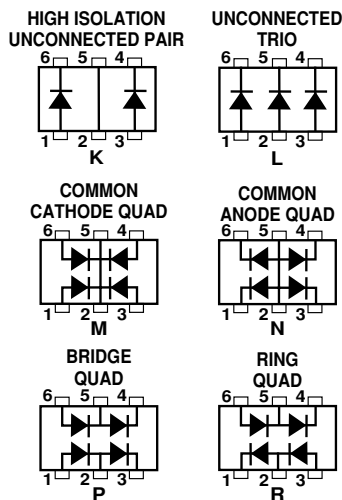 HIGH ISOLATION
UNCONNECTED PAIR
6 5 4
1 2 3
K
UNCONNECTED
TRIO
6 5 4
1 2 3
L
COMMON
CATHODE QUAD
6 5 4
1 2 3
M
COMMON
ANODE QUAD
6 5 4
1 2 3
N
BRIDGE
QUAD
6 5 4
1 2 3
P
RING
QUAD
6 5 4
1 2 3
R